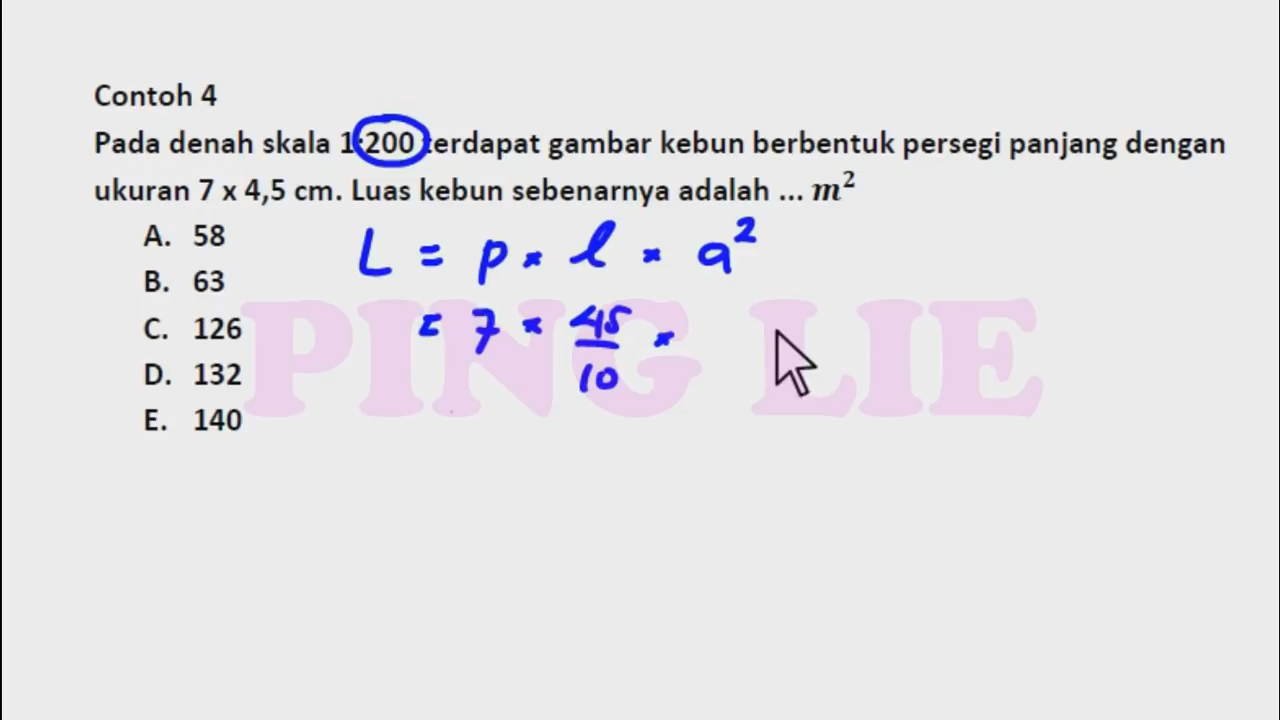 Contoh 4
Pada denah skala 1:200 terdapat gambar kebun berbentuk persegi panjang dengan
ukuran 7 x 4,5 cm. Luas kebun sebenarnya adalah ... m²
A. 58
B. 63
C. 126
D. 132
E. 140
L = p × l × a²
= 7 × 45/10 ×
PING LIE